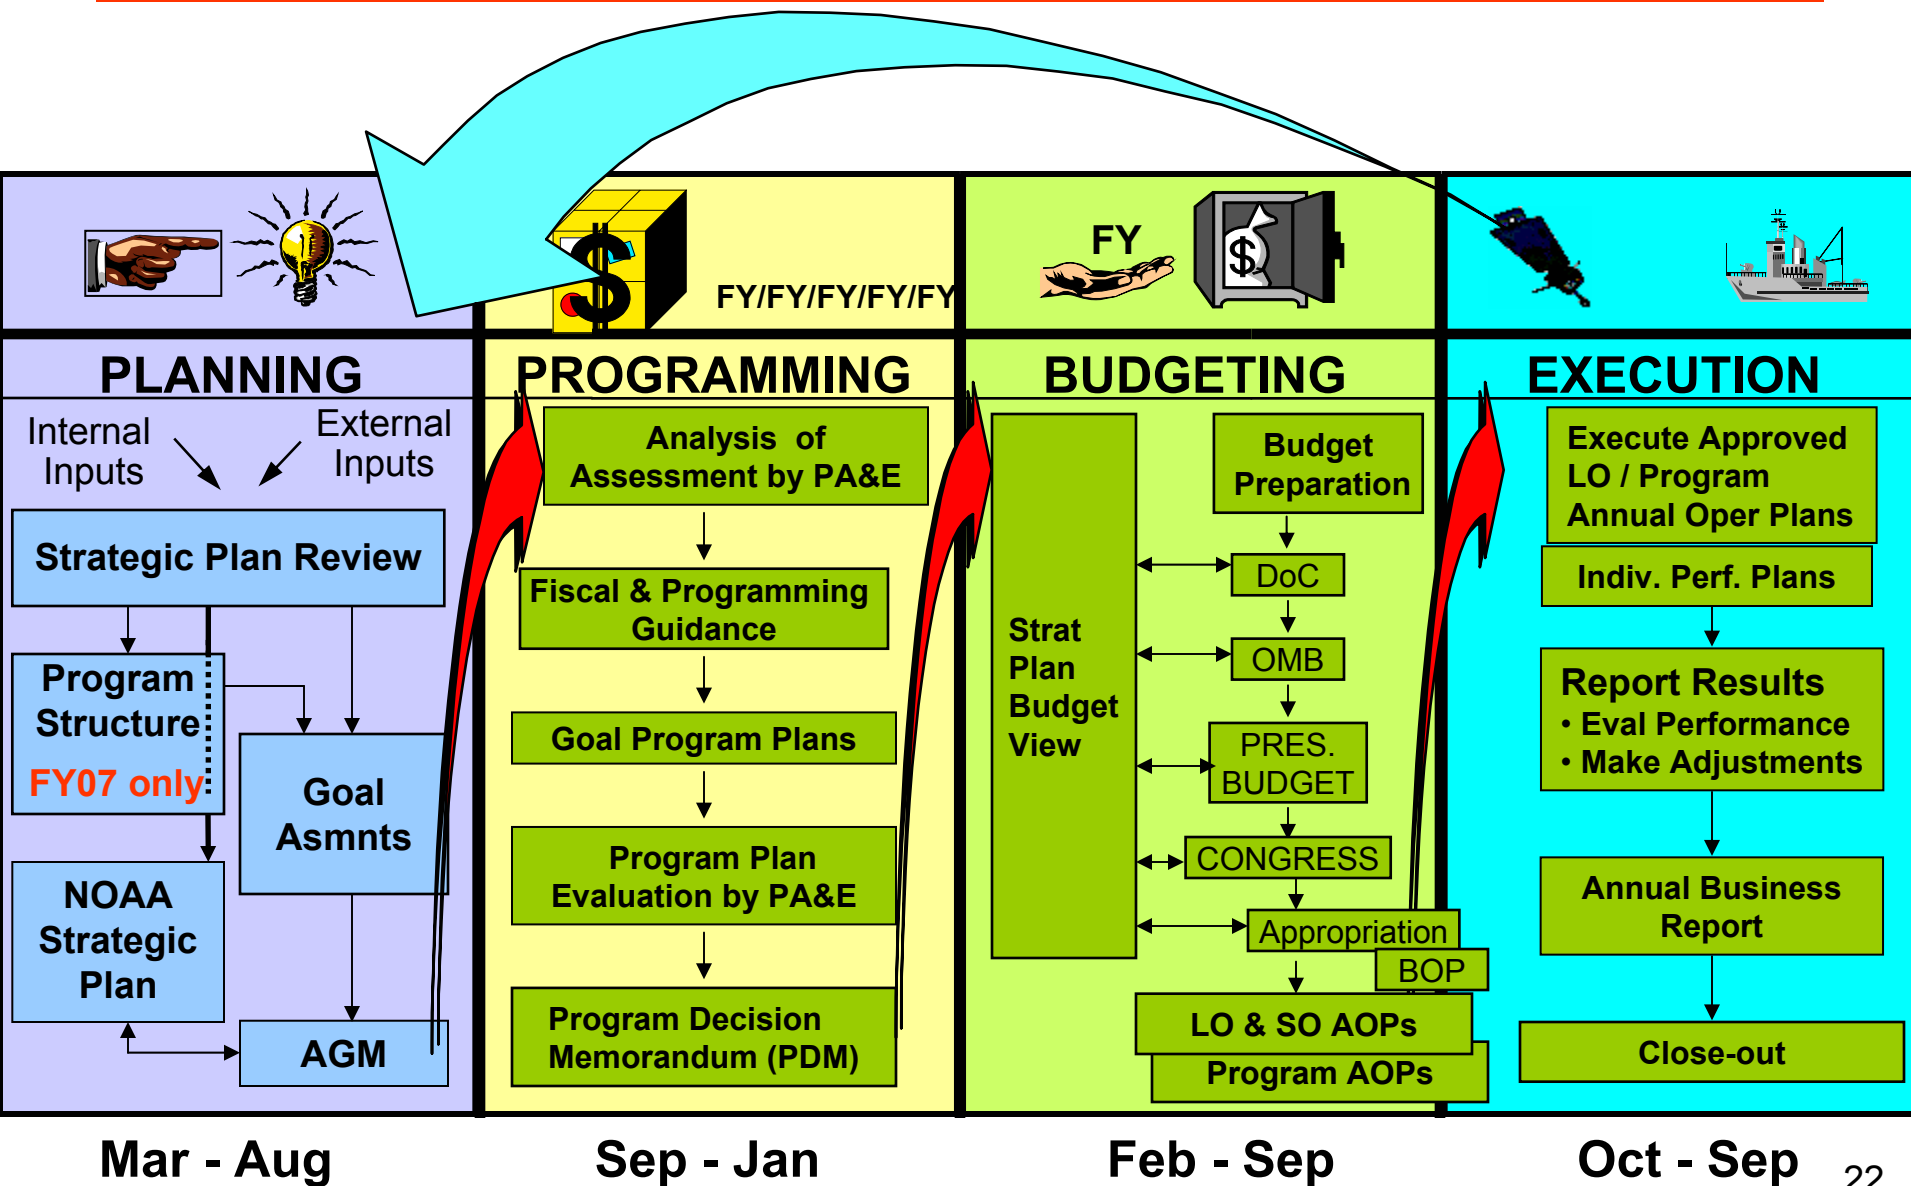 $
FY/FY/FY/FY/FY
FY
$
PLANNING
Internal
Inputs
External
Inputs
Strategic Plan Review
Program
Structure
FY07 only
Goal
Asmnts
NOAA
Strategic
Plan
AGM
Mar - Aug
PROGRAMMING
Analysis of
Assessment by PA&E
Fiscal & Programming
Guidance
Goal Program Plans
Program Plan
Evaluation by PA&E
Program Decision
Memorandum (PDM)
Sep - Jan
BUDGETING
Strat
Plan
Budget
View
Budget
Preparation
DoC
OMB
PRES.
BUDGET
CONGRESS
Appropriation
BOP
LO & SO AOPs
Program AOPs
Feb - Sep
EXECUTION
Execute Approved
LO / Program
Annual Oper Plans
Indiv. Perf. Plans
Report Results
• Eval Performance
• Make Adjustments
Annual Business
Report
Close-out
Oct - Sep
22